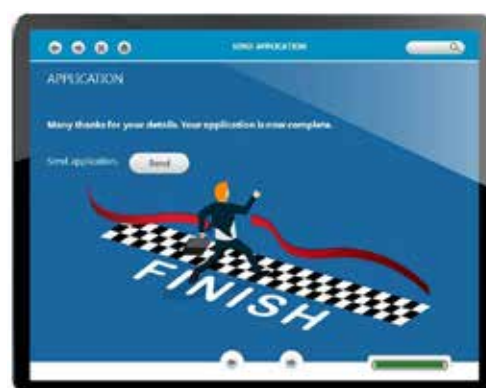 SEND APPLICATION
APPLICATION
Many thanks for your details. Your application is now complete.
Send application. Send
FINISH